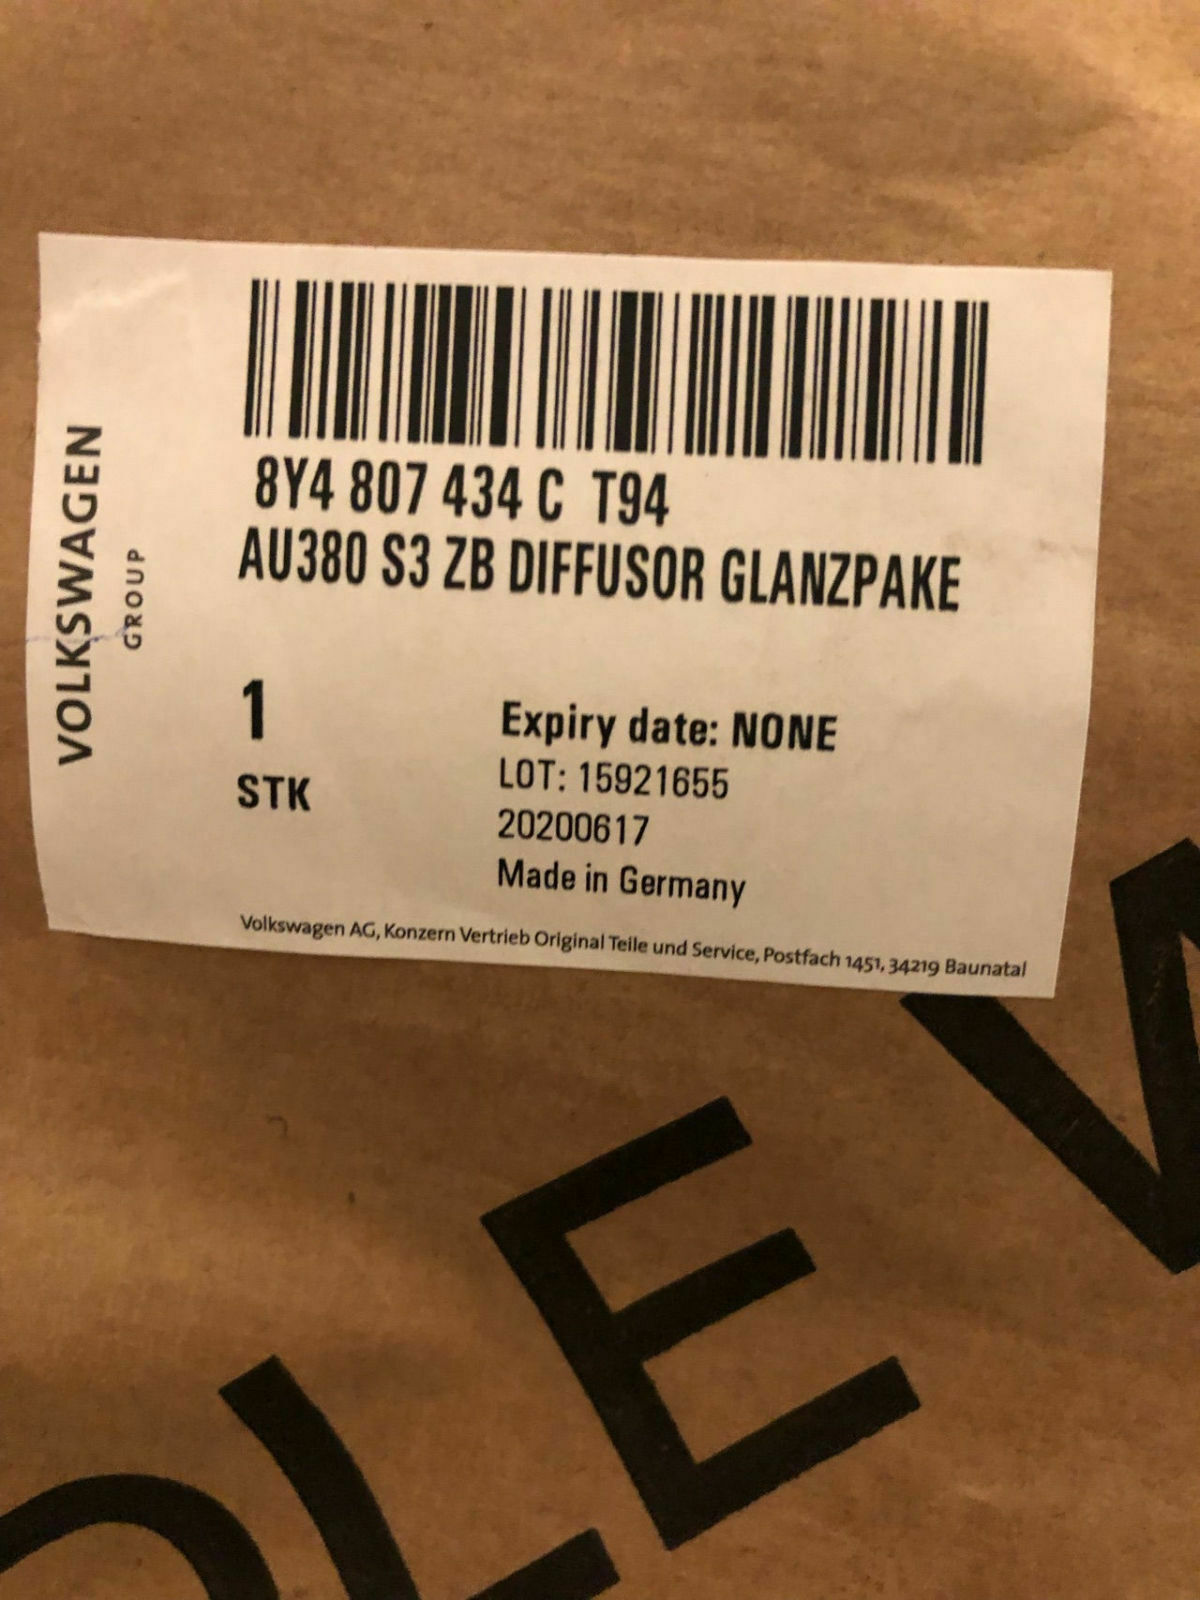 VOLKSWAGEN
GROUP
8Y4 807 434 C T94
AU380 S3 ZB DIFFUSOR GLANZPAKE
1
STK
Expiry date: NONE
LOT: 15921655
20200617
Made in Germany
Volkswagen AG, Konzern Vertrieb Original Teile und Service, Postfach 1451, 34219 Baunatal